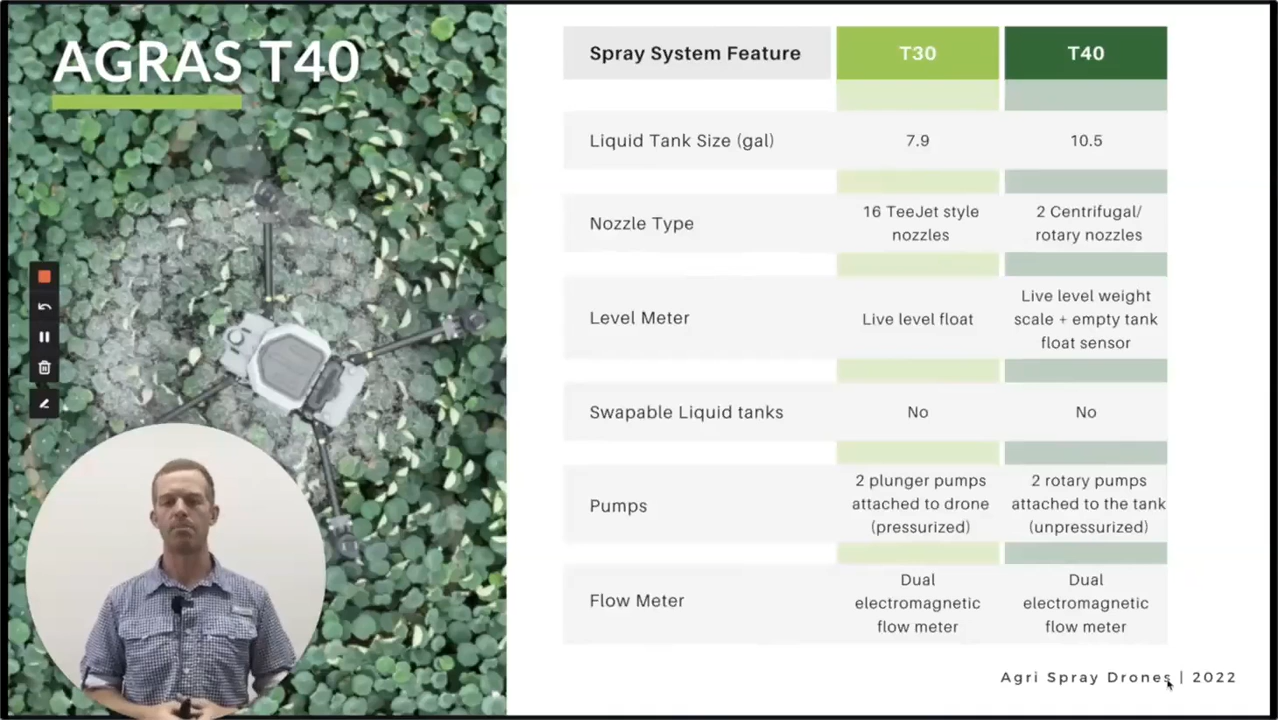 AGRAS T40
Spray System Feature
T30
T40
Liquid Tank Size (gal)
7.9
10.5
Nozzle Type
16 TeeJet style
nozzles
2 Centrifugal/
rotary nozzles
Level Meter
Live level float
Live level weight
scale + empty tank
float sensor
Swapable Liquid tanks
No
No
Pumps
2 plunger pumps
attached to drone
(pressurized)
2 rotary pumps
attached to the tank
(unpressurized)
Flow Meter
Dual
electromagnetic
flow meter
Dual
electromagnetic
flow meter
Agri Spray Drones | 2022